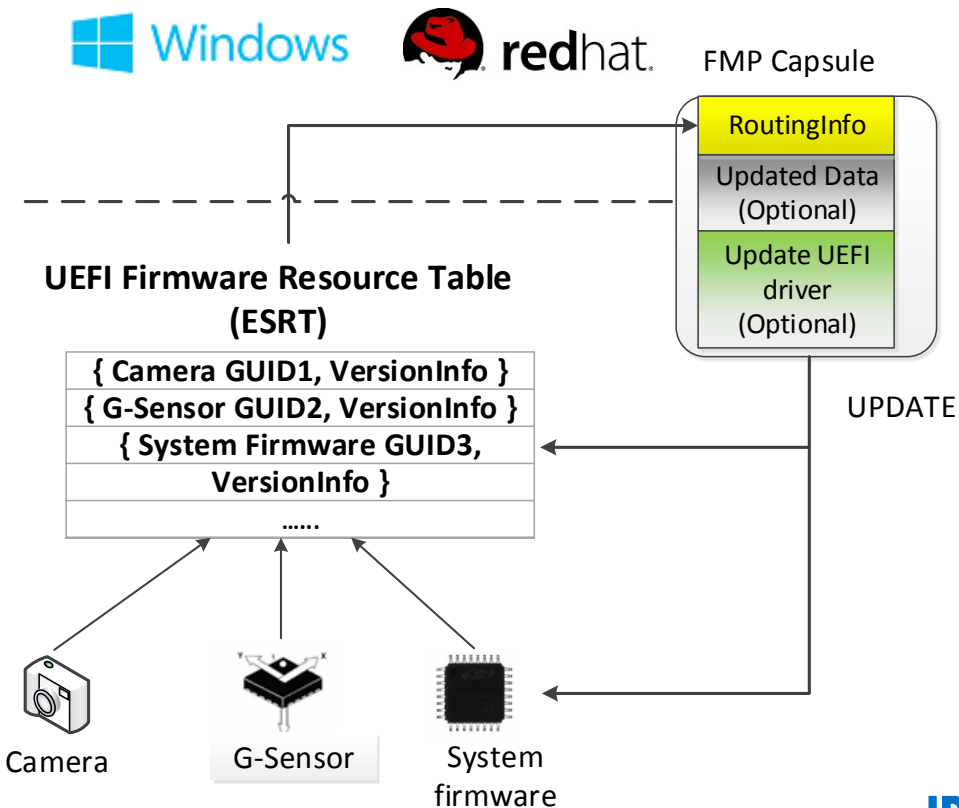 Windows
redhat.
FMP Capsule
RoutingInfo
Updated Data
(Optional)
Update UEFI
driver
(Optional)
UEFI Firmware Resource Table
(ESRT)
{ Camera GUID1, VersionInfo }
{ G-Sensor GUID2, VersionInfo }
{ System Firmware GUID3,
VersionInfo }
......
UPDATE
Camera
G-Sensor
System
firmware